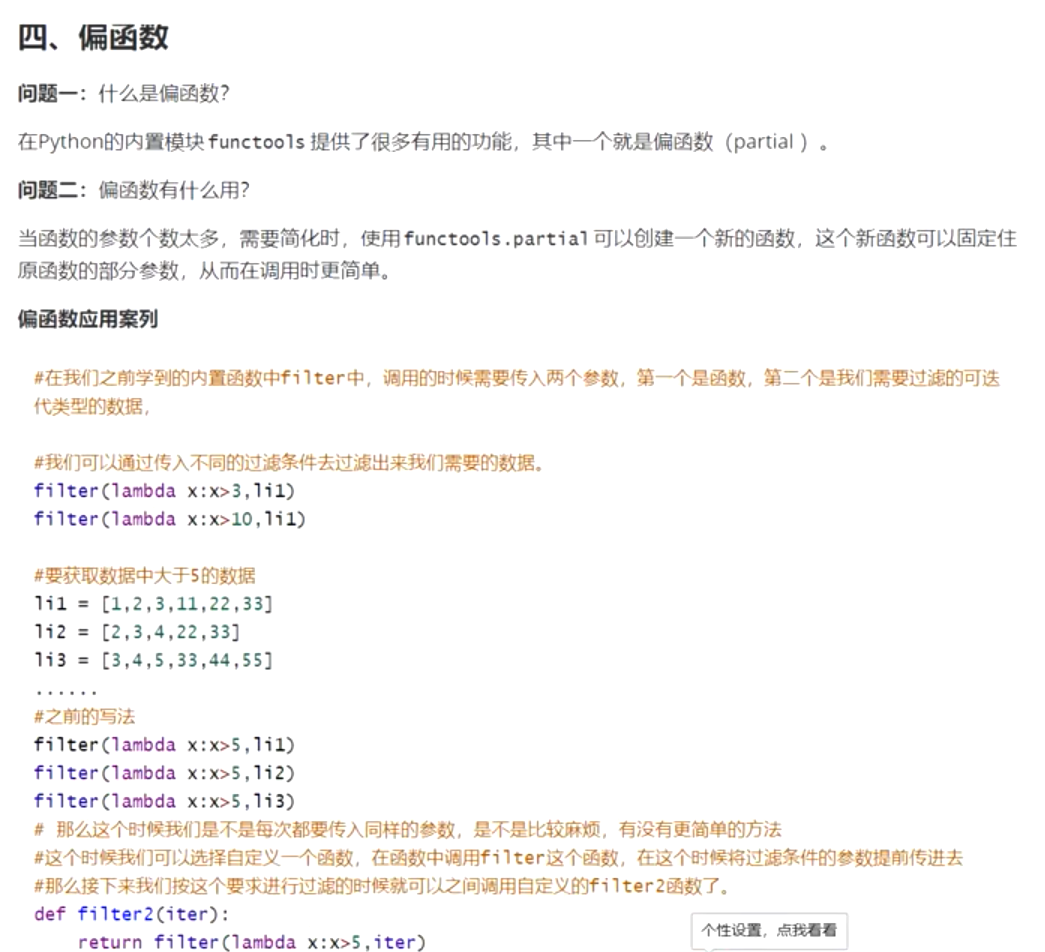 四、偏函数
问题一：什么是偏函数？
在Python的内置模块functools提供了很多有用的功能，其中一个就是偏函数（partial ）。
问题二：偏函数有什么用？
当函数的参数个数太多，需要简化时，使用functools.partial可以创建一个新的函数，这个新函数可以固定住
原函数的部分参数，从而在调用时更简单。
偏函数应用案列
#在我们之前学到的内置函数中filter中，调用的时候需要传入两个参数，第一个是函数，第二个是我们需要过滤的可迭
代类型的数据，
#我们可以通过传入不同的过滤条件去过滤出来我们需要的数据。
filter(lambda x:x>3,li1)
filter(lambda x:x>10,li1)
#要获取数据中大于5的数据
li1 = [1,2,3,11,22,33]
li2 = [2,3,4,22,33]
li3 = [3,4,5,33,44,55]
......
#之前的写法
filter(lambda x:x>5,li1)
filter(lambda x:x>5,li2)
filter(lambda x:x>5,li3)
# 那么这个时候我们是不是每次都要传入同样的参数，是不是比较麻烦，有没有更简单的方法
#这个时候我们可以选择自定义一个函数，在函数中调用filter这个函数，在这个时候将过滤条件的参数提前传进去
#那么接下来我们按这个要求进行过滤的时候就可以之间调用自定义的filter2函数了。
def filter2(iter):
    return filter(lambda x:x>5,iter)
个性设置，点我看看